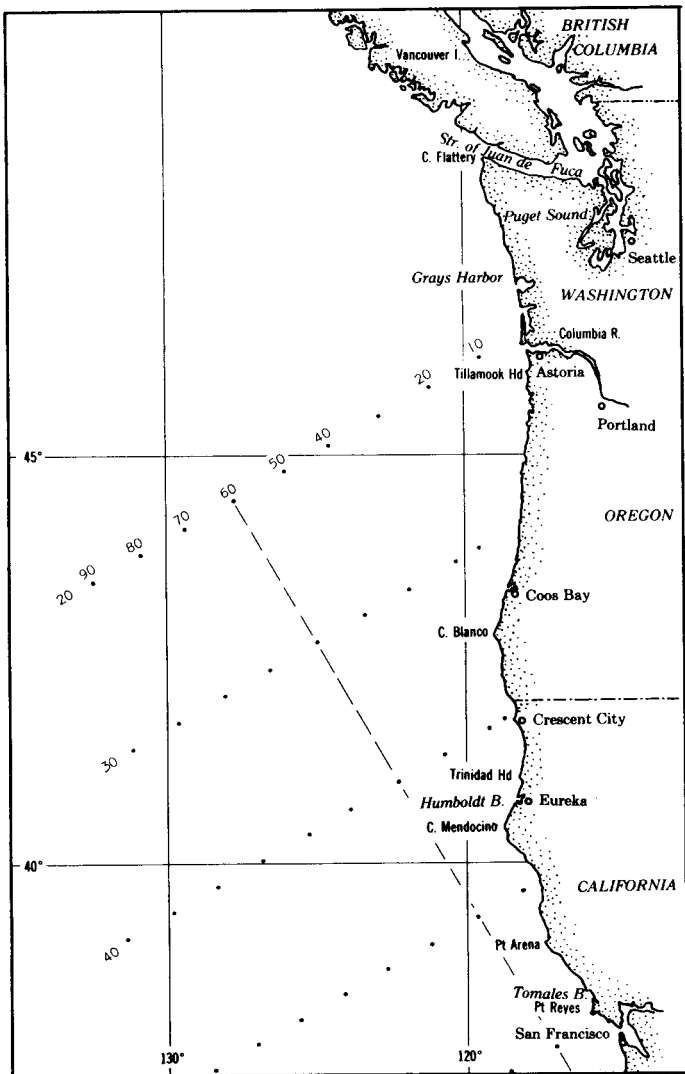 BRITISH
COLUMBIA
Vancouver I.
Str. of Juan de Fuca
C. Flattery
Puget Sound
Seattle
Grays Harbor
WASHINGTON
Columbia R.
10
Tillamook Hd
Astoria
20
Portland
40
45°
50
60
OREGON
70
80
90
20
Coos Bay
C. Blanco
Crescent City
30
Trinidad Hd
Humboldt B.
Eureka
C. Mendocino
40°
CALIFORNIA
40
Pt Arena
Tomales B.
Pt Reyes
San Francisco
130°
120°